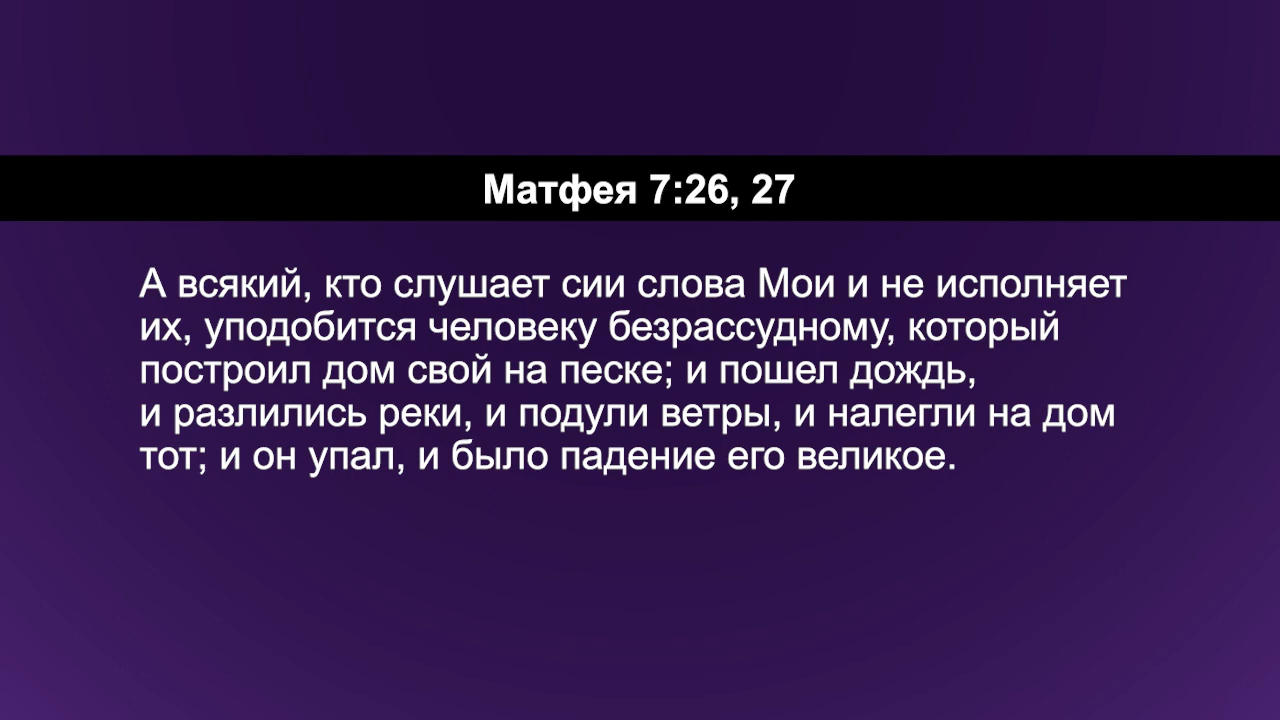 Матфея 7:26, 27
А всякий, кто слушает сии слова Мои и не исполняет
их, уподобится человеку безрассудному, который
построил дом свой на песке; и пошел дождь,
и разлились реки, и подули ветры, и налегли на дом
тот; и он упал, и было падение его великое.